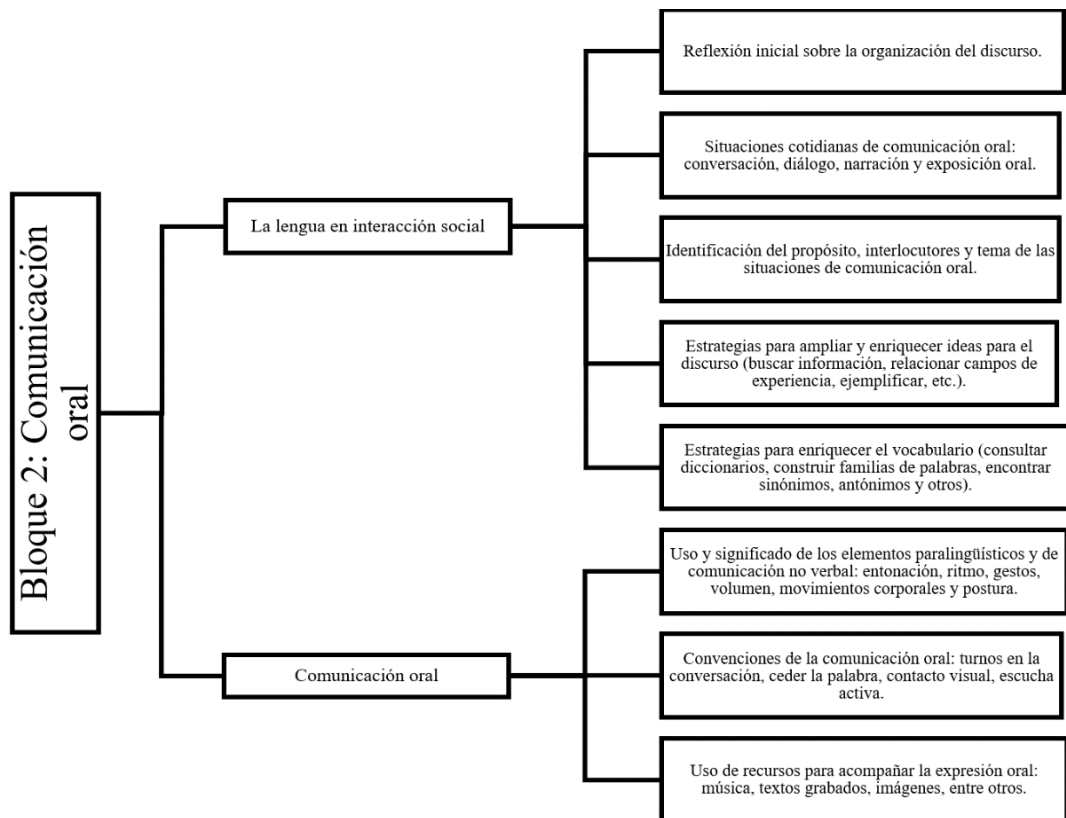 Bloque 2: Comunicación
oral
La lengua en interacción social
Reflexión inicial sobre la organización del discurso.
Situaciones cotidianas de comunicación oral:
conversación, diálogo, narración y exposición oral.
Identificación del propósito, interlocutores y tema de las
situaciones de comunicación oral.
Estrategias para ampliar y enriquecer ideas para el
discurso (buscar información, relacionar campos de
experiencia, ejemplificar, etc.).
Estrategias para enriquecer el vocabulario (consultar
diccionarios, construir familias de palabras, encontrar
sinónimos, antónimos y otros).
Comunicación oral
Uso y significado de los elementos paralingüísticos y de
comunicación no verbal: entonación, ritmo, gestos,
volumen, movimientos corporales y postura.
Convenciones de la comunicación oral: turnos en la
conversación, ceder la palabra, contacto visual, escucha
activa.
Uso de recursos para acompañar la expresión oral:
música, textos grabados, imágenes, entre otros.